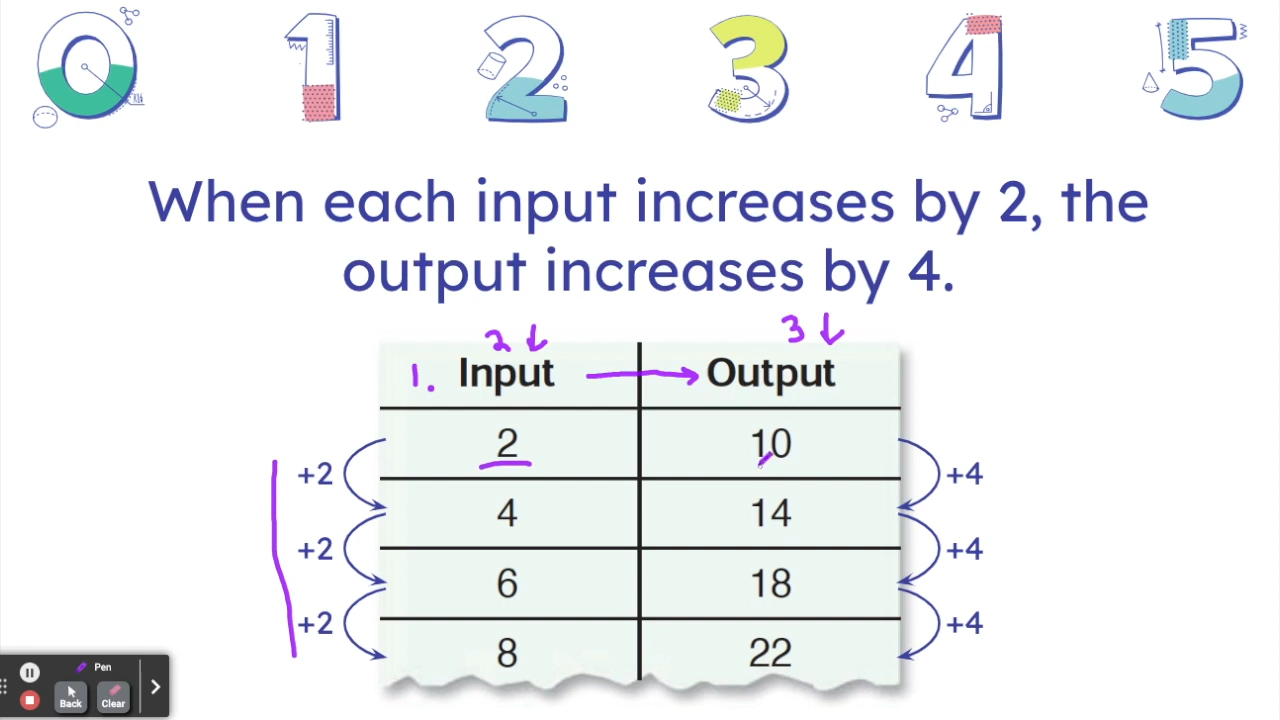 0 1 2 3 4 5
When each input increases by 2, the
output increases by 4.
2 ↓ 3 ↓
1. Input → Output
2 10
+2 +4
4 14
+2 +4
6 18
+2 +4
8 22
Pen
Back Clear